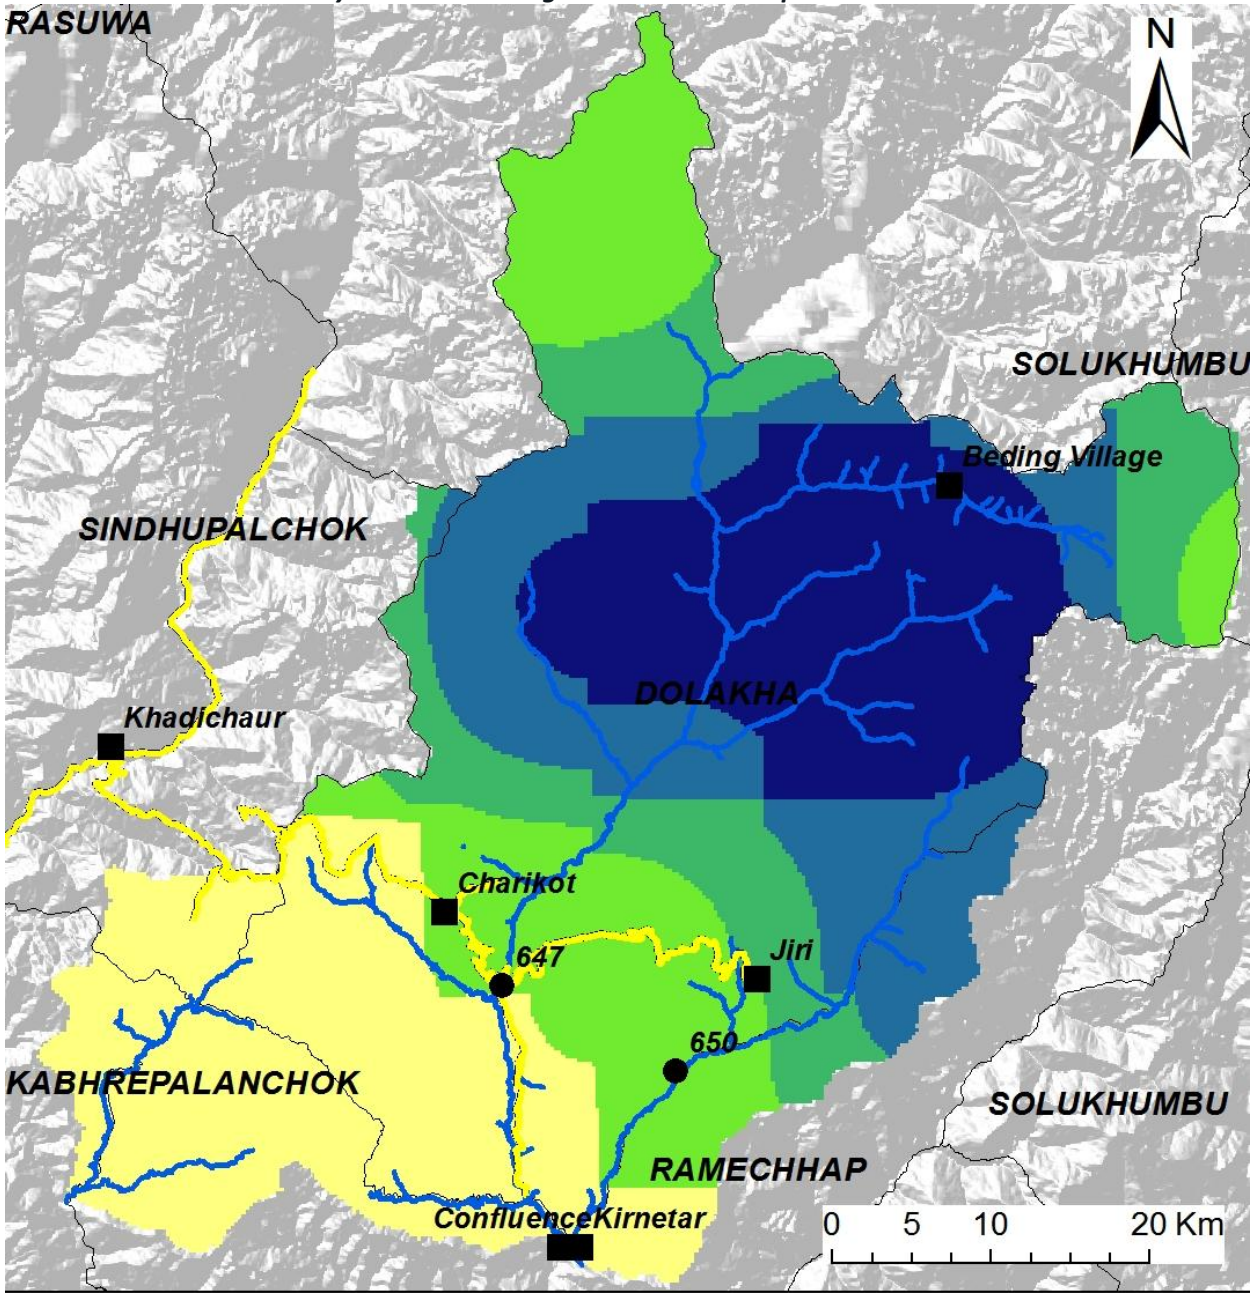 RASUWA
N
SOLUKHUMBU
Beding Village
SINDHUPALCHOK
DOLAKHA
Khadichaur
Charikot
647
Jiri
650
KABHREPALANCHOK
SOLUKHUMBU
RAMECHHAP
ConfluenceKirnetar
0 5 10 20 Km